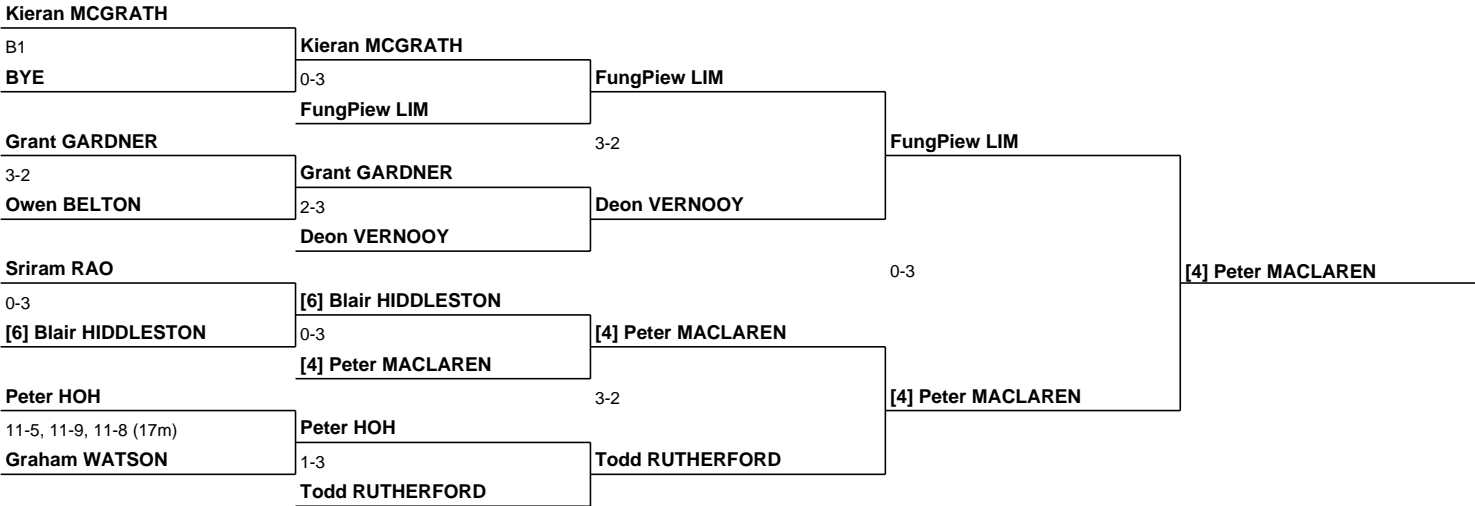 Kieran MCGRATH
B1
BYE
Kieran MCGRATH
0-3
FungPiew LIM
FungPiew LIM
3-2
Grant GARDNER
3-2
Owen BELTON
Grant GARDNER
2-3
Deon VERNOOY
Deon VERNOOY
FungPiew LIM
0-3
Sriram RAO
0-3
[6] Blair HIDDLESTON
[6] Blair HIDDLESTON
0-3
[4] Peter MACLAREN
[4] Peter MACLAREN
3-2
Peter HOH
11-5, 11-9, 11-8 (17m)
Graham WATSON
Peter HOH
1-3
Todd RUTHERFORD
Todd RUTHERFORD
[4] Peter MACLAREN
[4] Peter MACLAREN